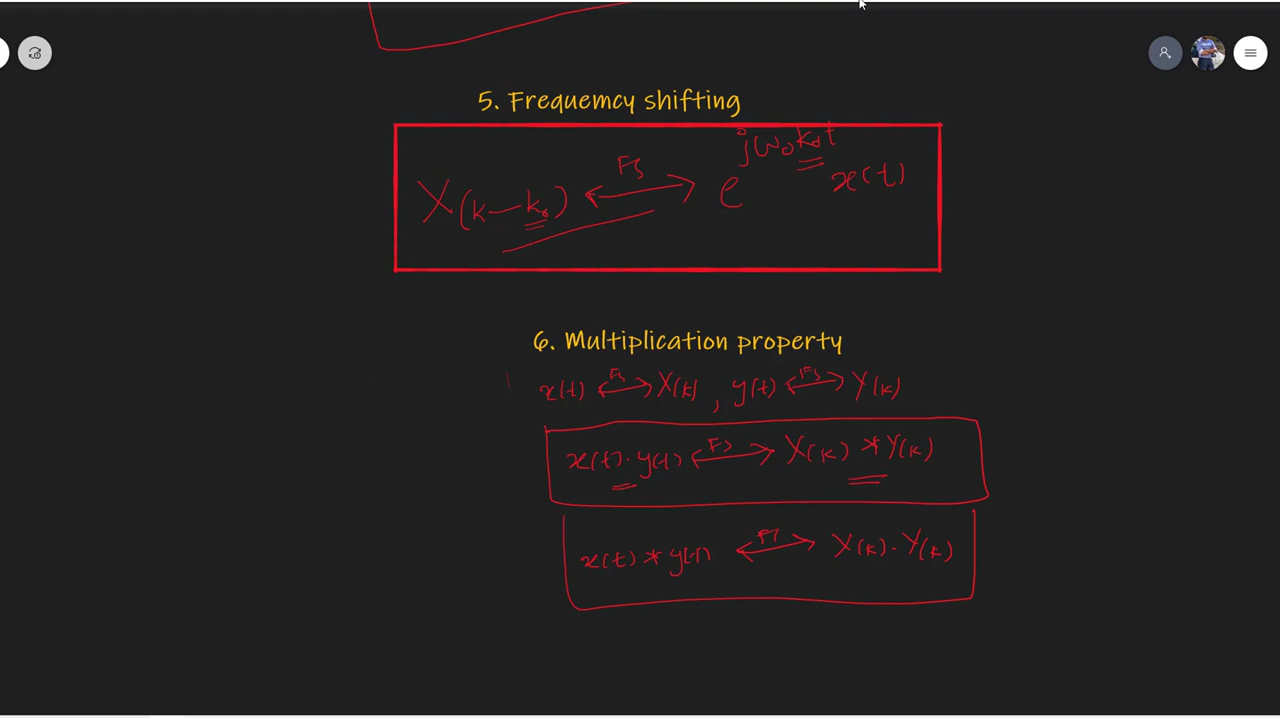 5. Frequemcy shifting
X(k-k₀) <-FS-> e^(jω₀k₀t) x(t)
6. Multiplication property
x(t) <-FS-> X(k) , y(t) <-FS-> Y(k)
x(t).y(t) <-FS-> X(k) * Y(k)
x(t) * y(t) <-FS-> X(k) . Y(k)